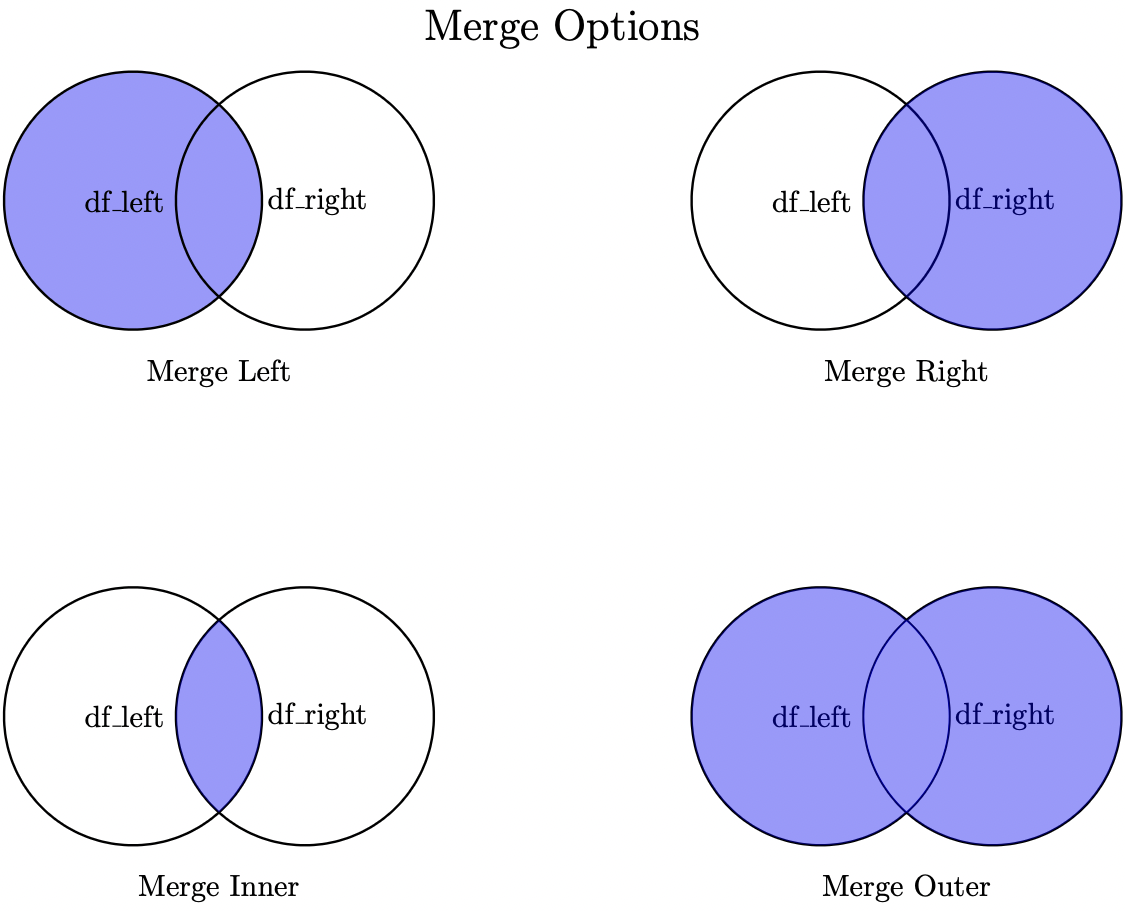 Merge Options
df_left
df_right
df_left
df_right
Merge Left
Merge Right
df_left
df_right
df_left
df_right
Merge Inner
Merge Outer